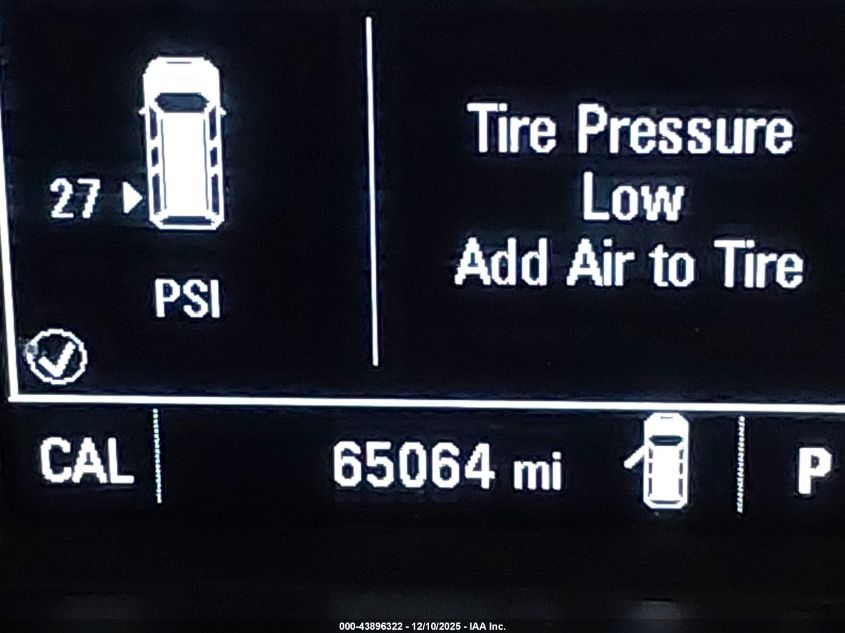 Tire Pressure
Low
Add Air to Tire
27
PSI
CAL
65064 mi
P
000-43896322 - 12/10/2025 - IAA Inc.